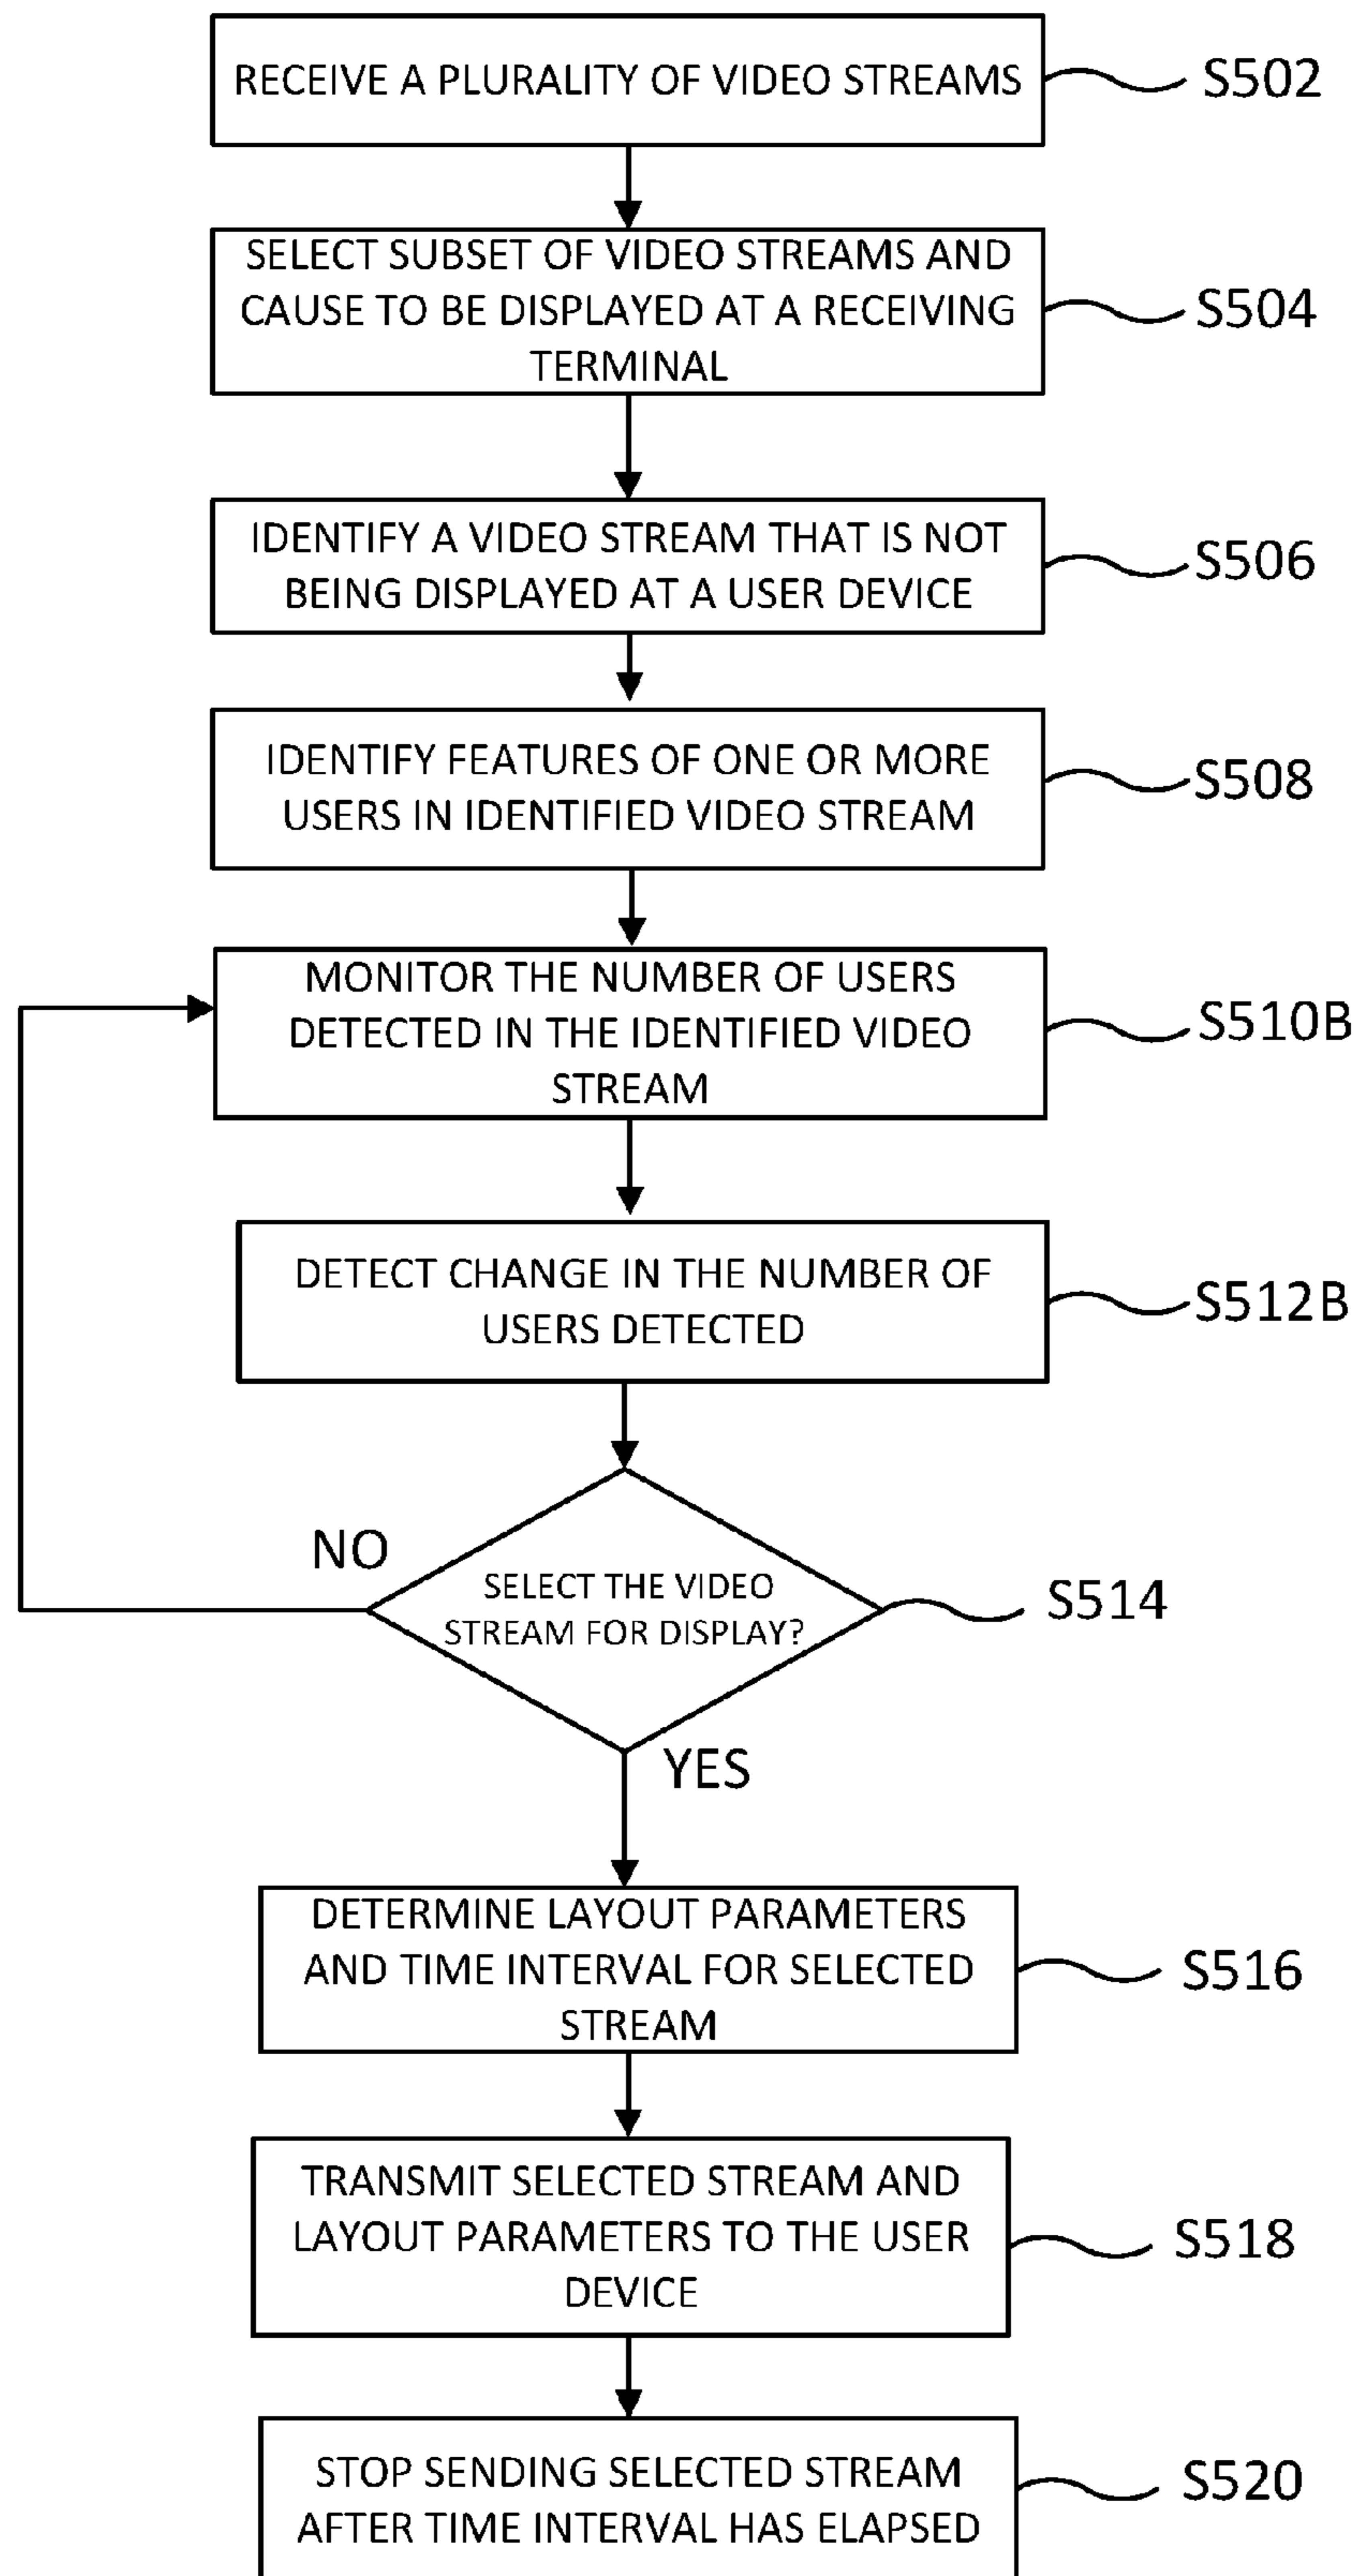 RECEIVE A PLURALITY OF VIDEO STREAMS
S502
SELECT SUBSET OF VIDEO STREAMS AND
CAUSE TO BE DISPLAYED AT A RECEIVING
TERMINAL
S504
IDENTIFY A VIDEO STREAM THAT IS NOT
BEING DISPLAYED AT A USER DEVICE
S506
IDENTIFY FEATURES OF ONE OR MORE
USERS IN IDENTIFIED VIDEO STREAM
S508
MONITOR THE NUMBER OF USERS
DETECTED IN THE IDENTIFIED VIDEO
STREAM
S510B
DETECT CHANGE IN THE NUMBER OF
USERS DETECTED
S512B
NO
SELECT THE VIDEO
STREAM FOR DISPLAY?
S514
YES
DETERMINE LAYOUT PARAMETERS
AND TIME INTERVAL FOR SELECTED
STREAM
S516
TRANSMIT SELECTED STREAM AND
LAYOUT PARAMETERS TO THE USER
DEVICE
S518
STOP SENDING SELECTED STREAM
AFTER TIME INTERVAL HAS ELAPSED
S520